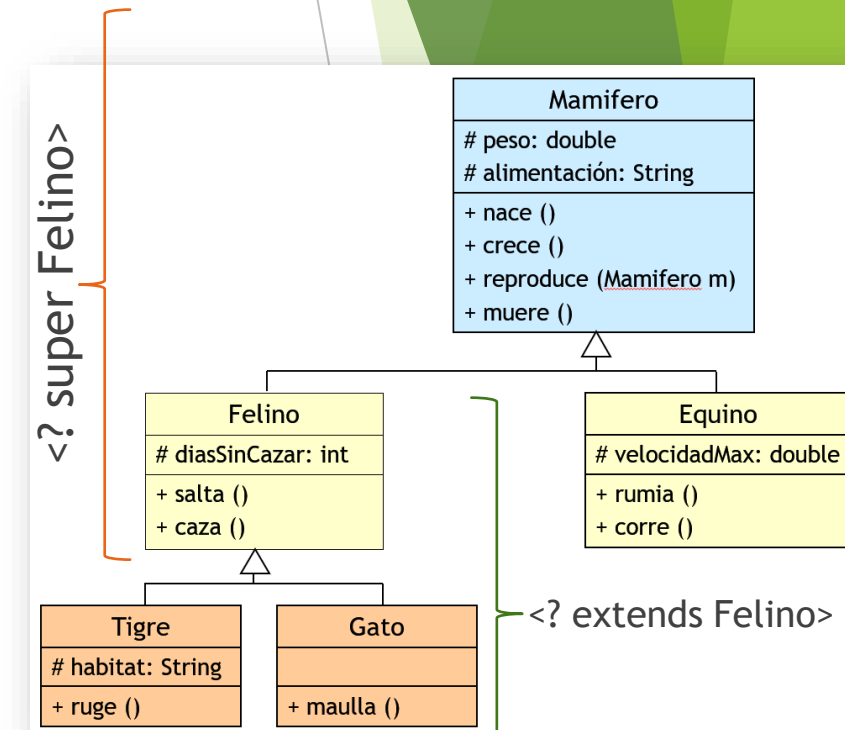 <? super Felino>
Mamifero
# peso: double
# alimentación: String
+ nace ()
+ crece ()
+ reproduce (Mamifero m)
+ muere ()
Felino
# diasSinCazar: int
+ salta ()
+ caza ()
Equino
# velocidadMax: double
+ rumia ()
+ corre ()
<? extends Felino>
Tigre
# habitat: String
+ ruge ()
Gato
+ maulla ()